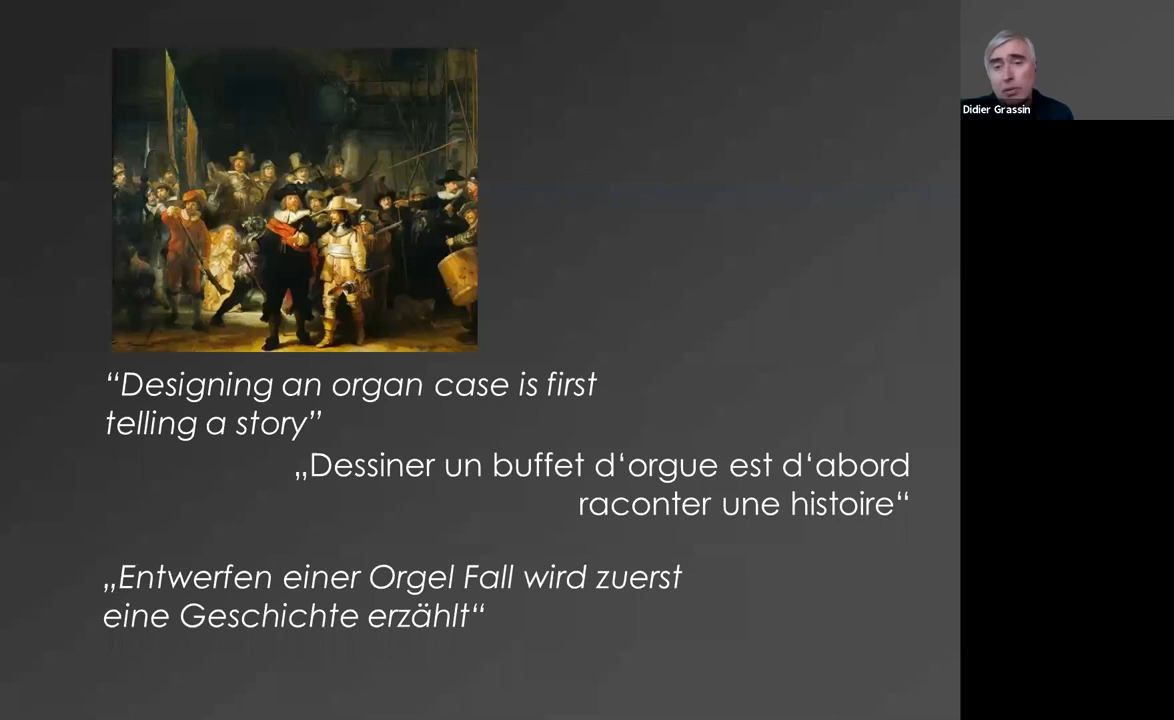 “Designing an organ case is first
telling a story”
„Dessiner un buffet d‘orgue est d‘abord
raconter une histoire“
„Entwerfen einer Orgel Fall wird zuerst
eine Geschichte erzählt“
Didier Grassin